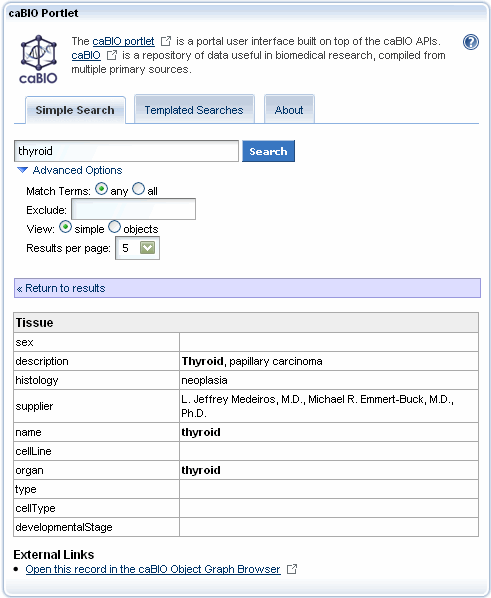 caBIO Portlet
The caBIO portlet is a portal user interface built on top of the caBIO APIs.
caBIO is a repository of data useful in biomedical research, compiled from
multiple primary sources.
?
caBIO
Simple Search Templated Searches About
thyroid Search
Advanced Options
Match Terms: any all
Exclude:
View: simple objects
Results per page: 5
« Return to results
Tissue
sex
description Thyroid, papillary carcinoma
histology neoplasia
supplier L. Jeffrey Medeiros, M.D., Michael R. Emmert-Buck, M.D.,
Ph.D.
name thyroid
cellLine
organ thyroid
type
cellType
developmentalStage
External Links
• Open this record in the caBIO Object Graph Browser